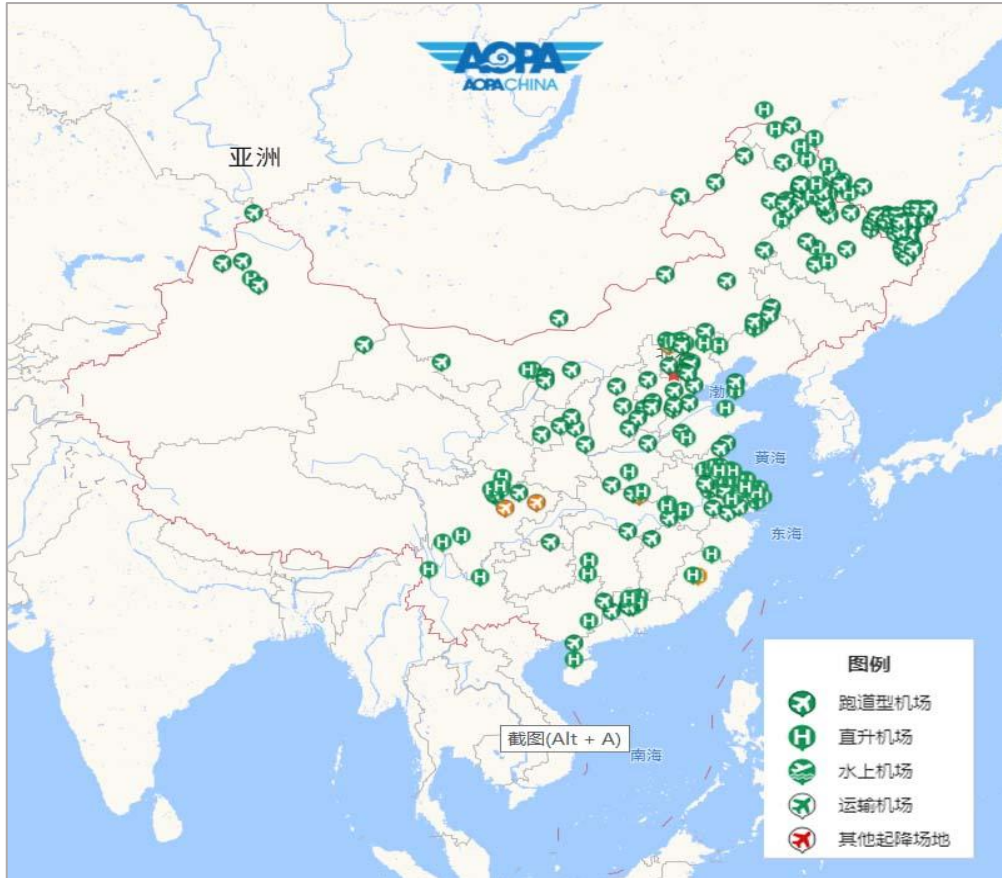 AOPA
AOPA CHINA
亚洲
渤
黄海
东海
截图(Alt + A)
南海
图例
跑道型机场
直升机场
水上机场
运输机场
其他起降场地